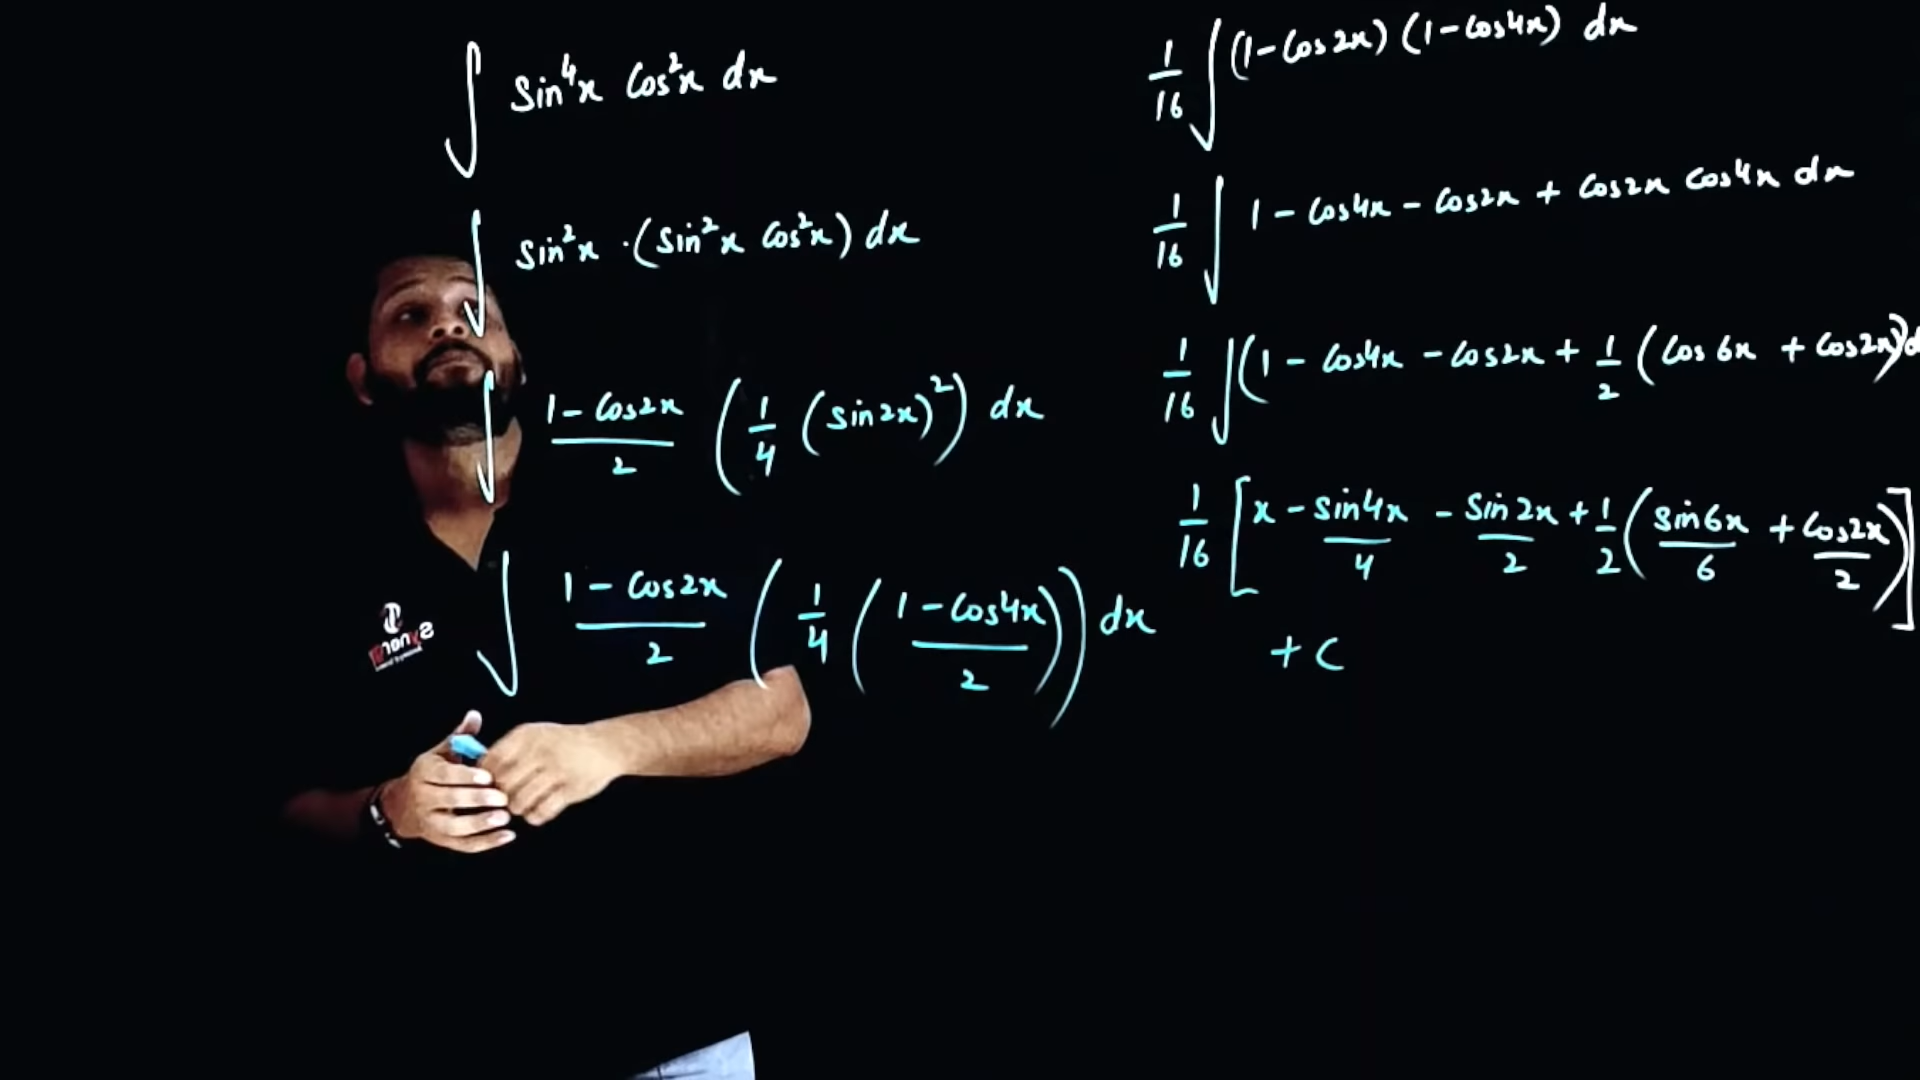 ∫ sin⁴x cos²x dx
∫ sin²x · (sin²x cos²x) dx
∫ (1 - cos2x)/2 (1/4 (sin2x)²) dx
∫ (1 - cos2x)/2 (1/4 ((1 - cos4x)/2)) dx
1/16 ∫ (1 - cos2x) (1 - cos4x) dx
1/16 ∫ 1 - cos4x - cos2x + cos2x cos4x dx
1/16 ∫ (1 - cos4x - cos2x + 1/2 (cos6x + cos2x)) d
1/16 [x - sin4x/4 - sin2x/2 + 1/2 (sin6x/6 + cos2x/2)]
+ C